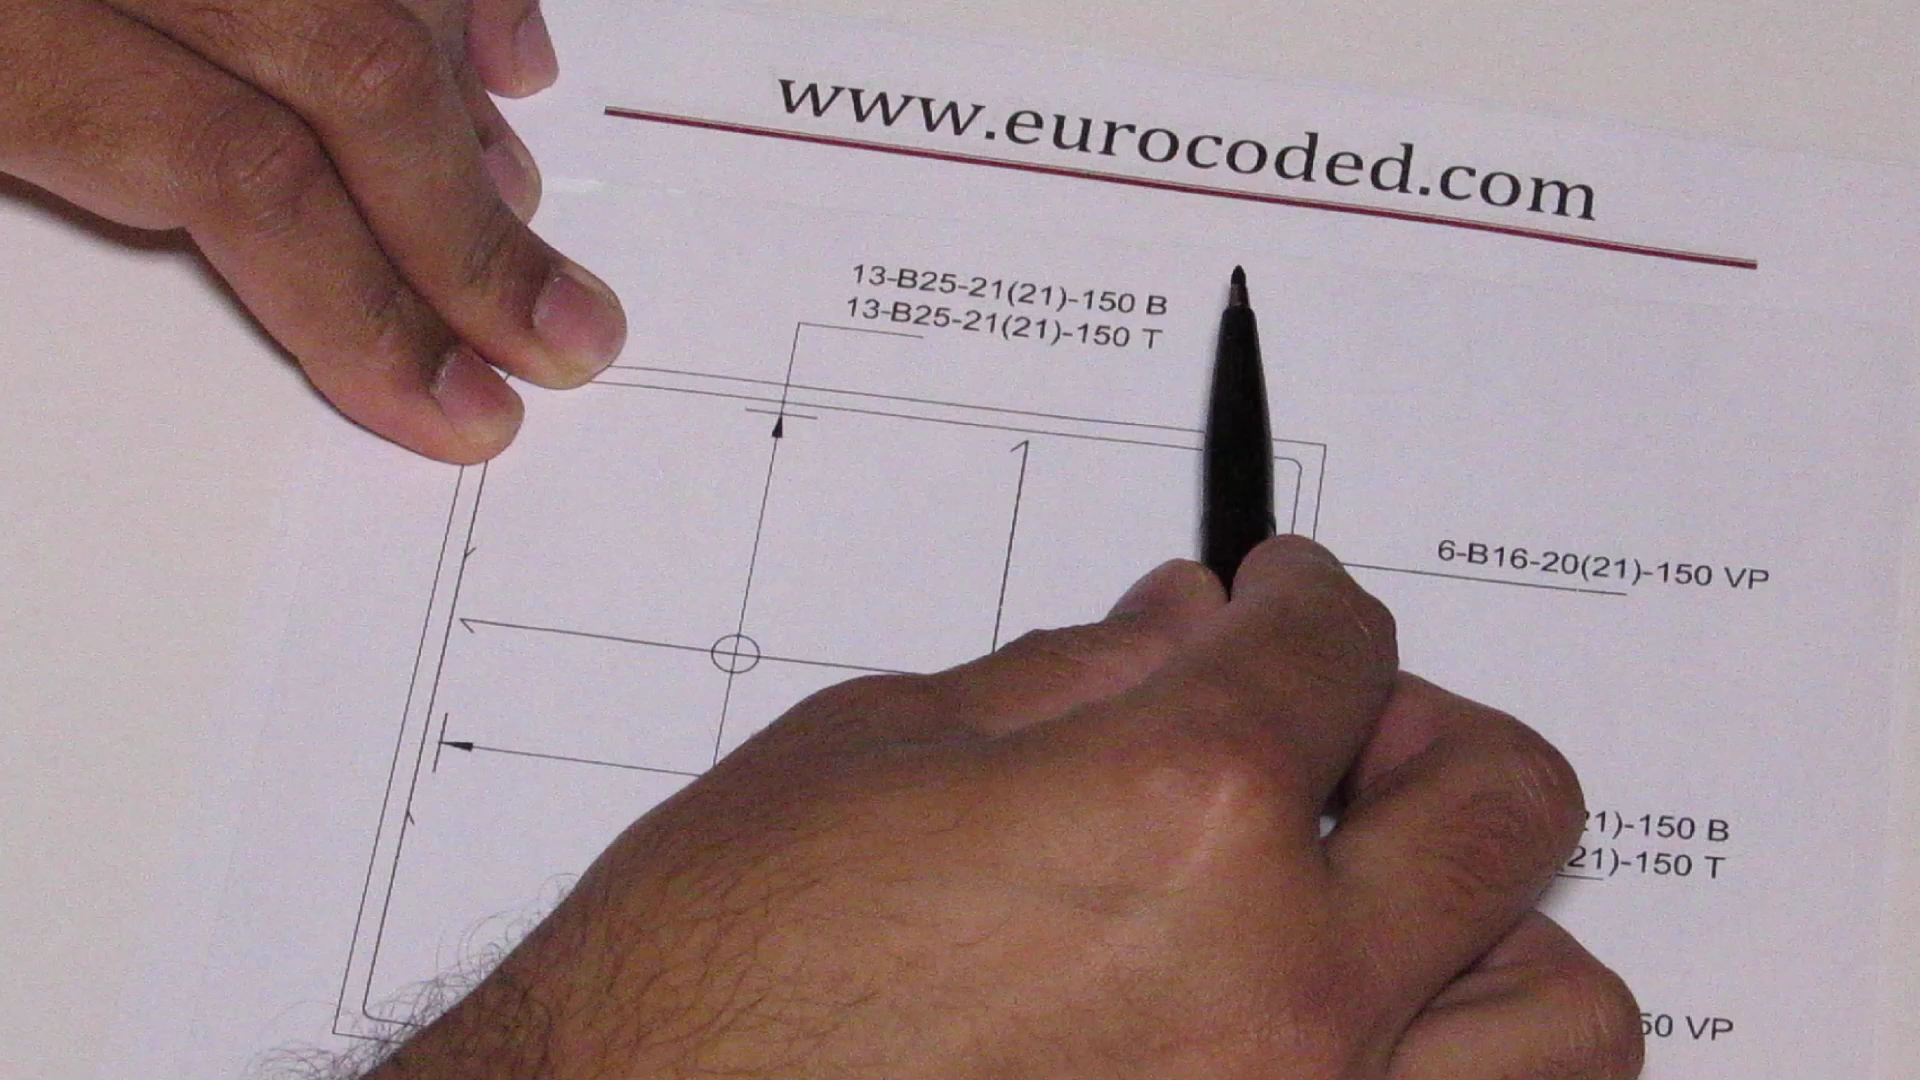 www.eurocoded.com
13-B25-21(21)-150 B
13-B25-21(21)-150 T
6-B16-20(21)-150 VP
21)-150 B
(21)-150 T
50 VP